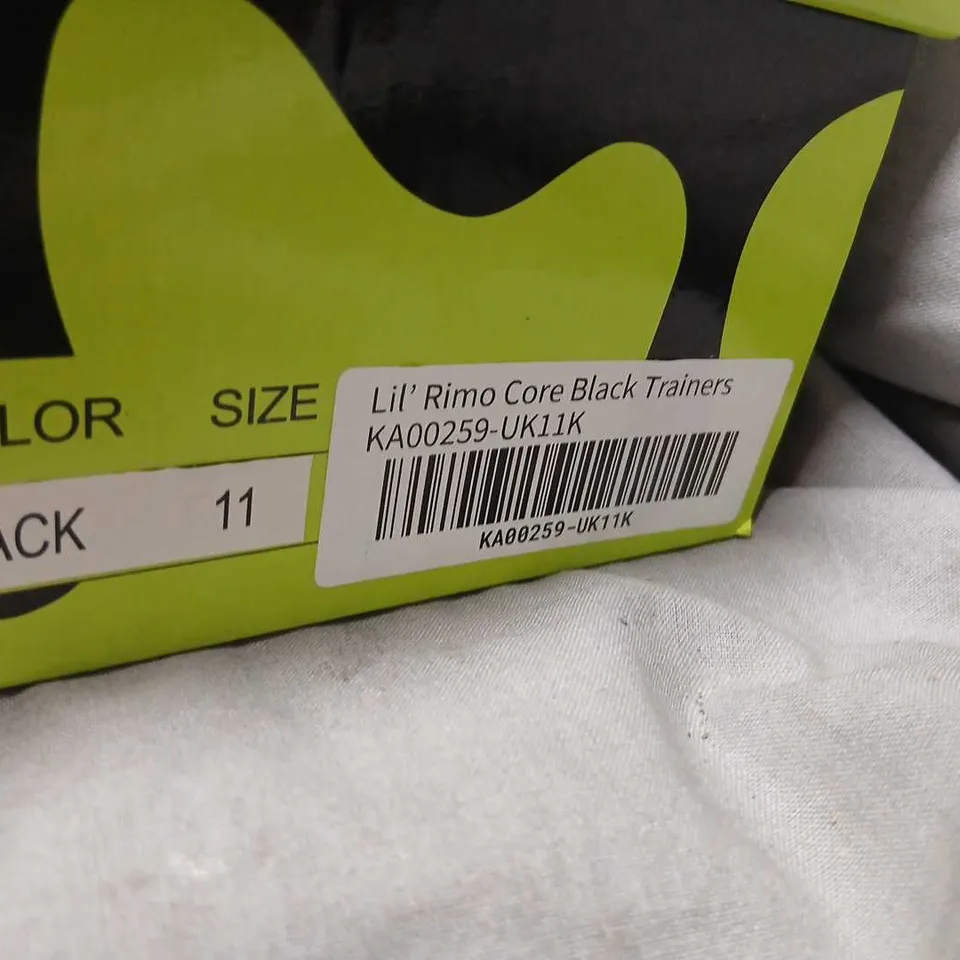 LOR SIZE
ACK 11
Lil' Rimo Core Black Trainers
KA00259-UK11K
KA00259-UK11K